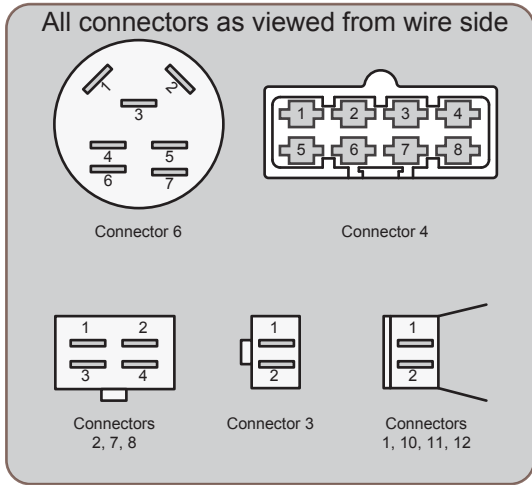 All connectors as viewed from wire side
1 2
3
4 5
6 7
Connector 6
1 2 3 4
5 6 7 8
Connector 4
1 2
3 4
Connectors
2, 7, 8
1
2
Connector 3
1
2
Connectors
1, 10, 11, 12